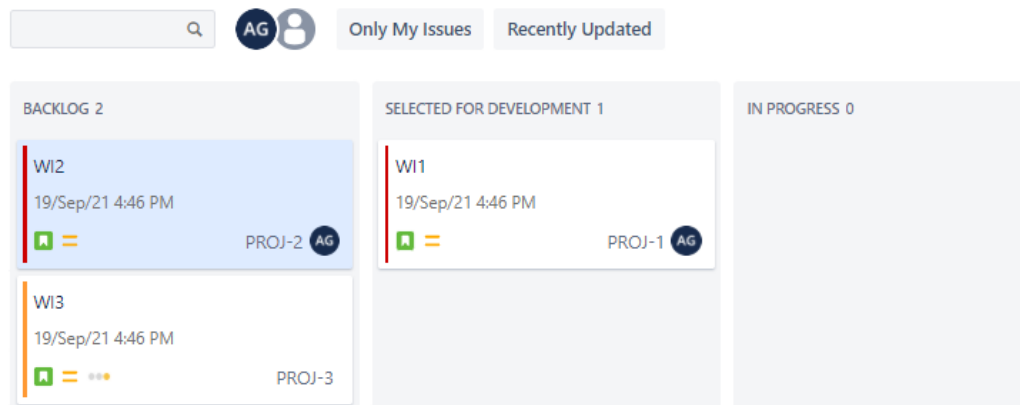 AG
Only My Issues
Recently Updated
BACKLOG 2
WI2
19/Sep/21 4:46 PM
PROJ-2 AG
WI3
19/Sep/21 4:46 PM
PROJ-3
SELECTED FOR DEVELOPMENT 1
WI1
19/Sep/21 4:46 PM
PROJ-1 AG
IN PROGRESS 0